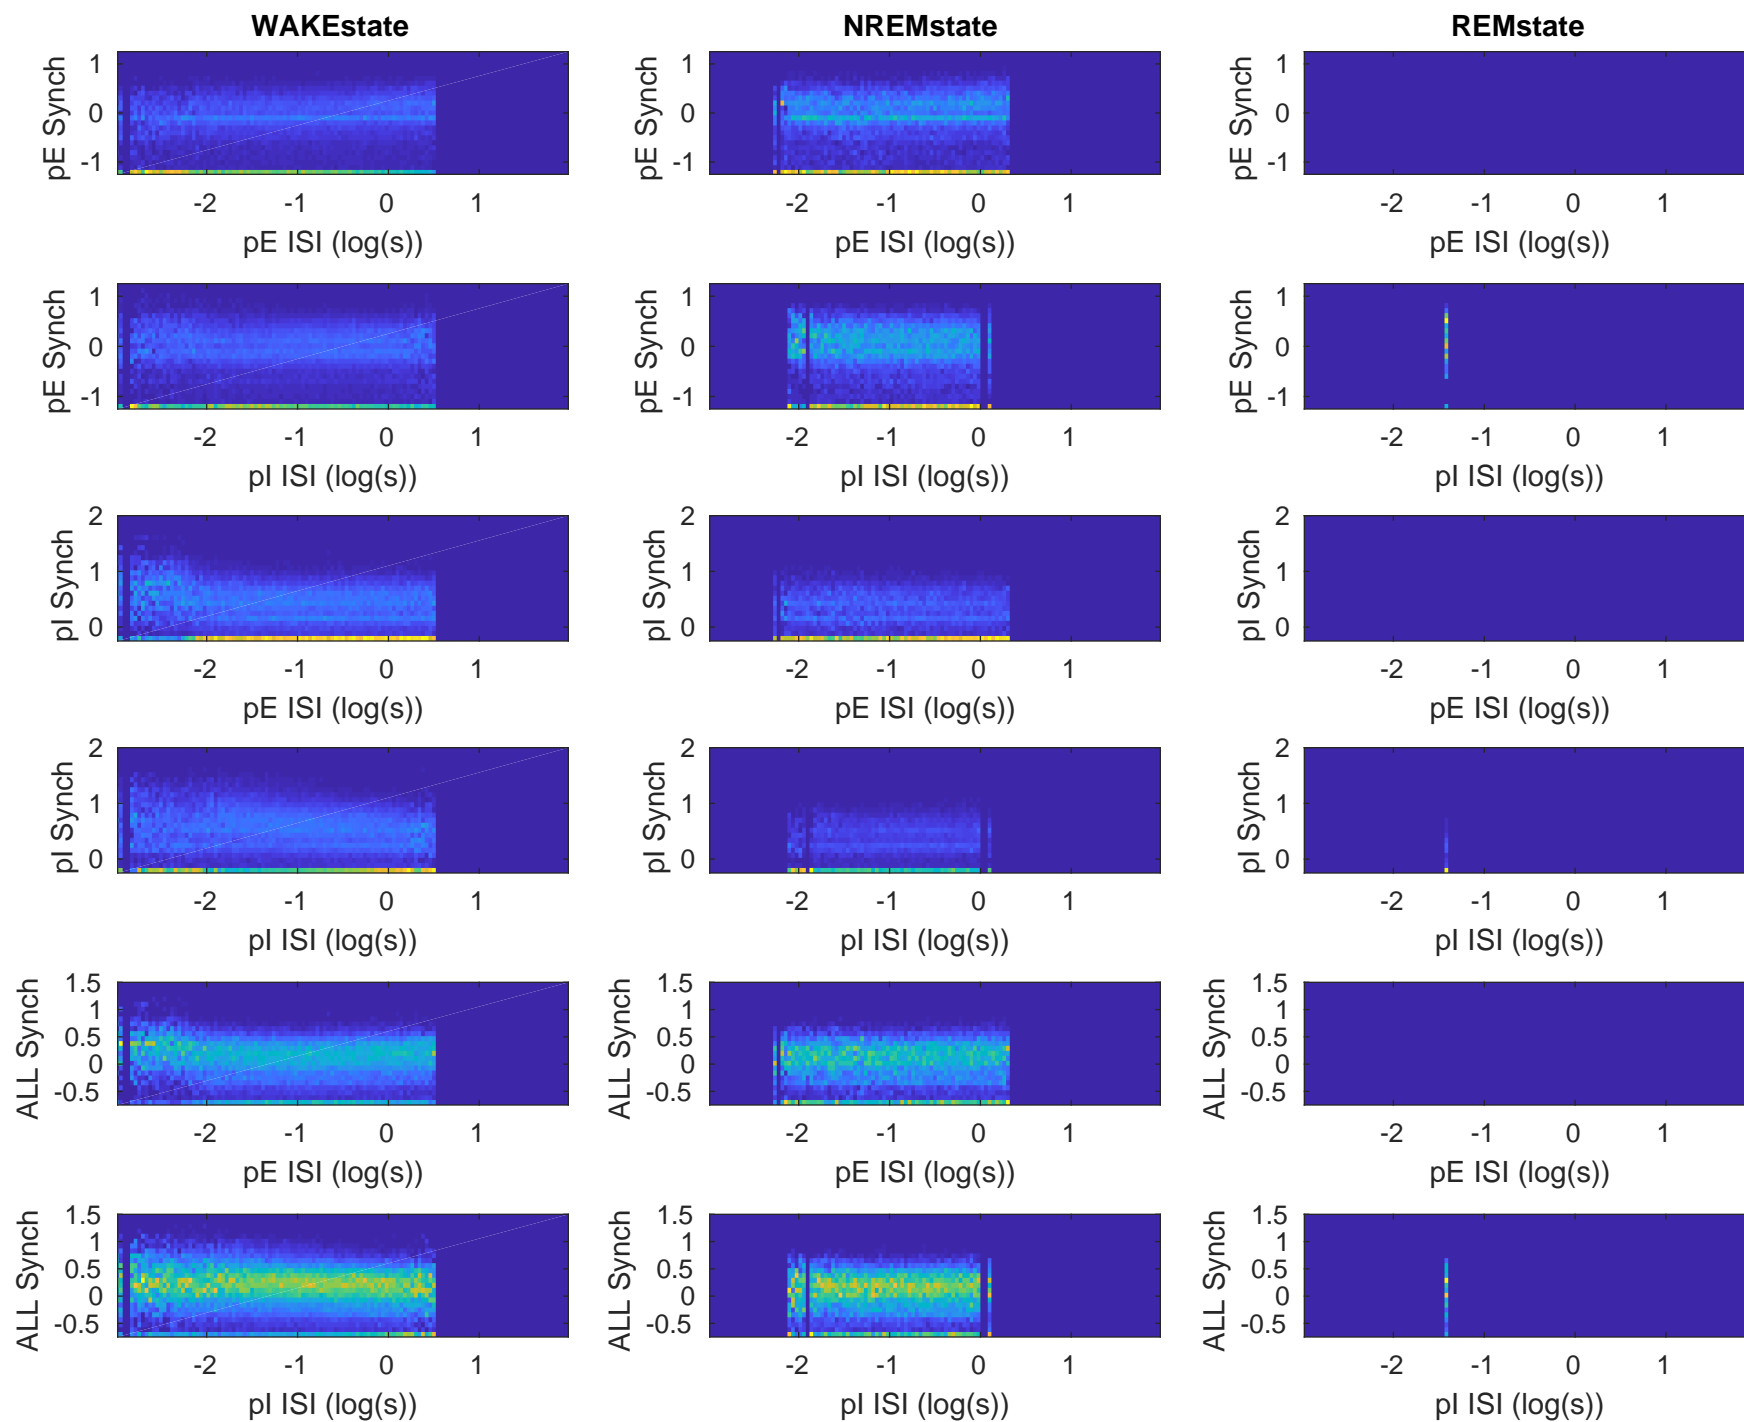 WAKEstate NREMstate REMstate
1 1 1
pE Synch pE Synch pE Synch
0 0 0
-1 -1 -1
-2 -1 0 1 -2 -1 0 1 -2 -1 0 1
pE ISI (log(s)) pE ISI (log(s)) pE ISI (log(s))
1 1 1
pE Synch pE Synch pE Synch
0 0 0
-1 -1 -1
-2 -1 0 1 -2 -1 0 1 -2 -1 0 1
pI ISI (log(s)) pI ISI (log(s)) pI ISI (log(s))
2 2 2
pI Synch pI Synch pI Synch
1 1 1
0 0 0
-2 -1 0 1 -2 -1 0 1 -2 -1 0 1
pE ISI (log(s)) pE ISI (log(s)) pE ISI (log(s))
2 2 2
pI Synch pI Synch pI Synch
1 1 1
0 0 0
-2 -1 0 1 -2 -1 0 1 -2 -1 0 1
pI ISI (log(s)) pI ISI (log(s)) pI ISI (log(s))
1.5 1.5 1.5
1 1 1
ALL Synch ALL Synch ALL Synch
0.5 0.5 0.5
0 0 0
-0.5 -0.5 -0.5
-2 -1 0 1 -2 -1 0 1 -2 -1 0 1
pE ISI (log(s)) pE ISI (log(s)) pE ISI (log(s))
1.5 1.5 1.5
1 1 1
ALL Synch ALL Synch ALL Synch
0.5 0.5 0.5
0 0 0
-0.5 -0.5 -0.5
-2 -1 0 1 -2 -1 0 1 -2 -1 0 1
pI ISI (log(s)) pI ISI (log(s)) pI ISI (log(s))